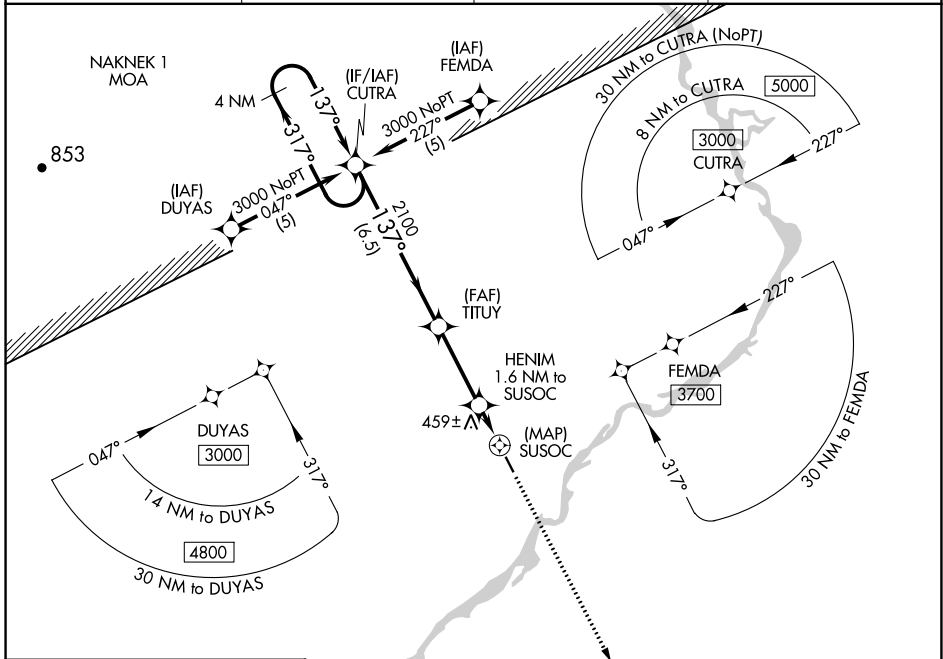 NAKNEK 1
MOA
853
4 NM
137°
317°
(IF/IAF)
CUTRA
(IAF)
FEMDA
3000 NoPT
227°
(5)
(IAF)
DUYAS
3000 NoPT
047°
(5)
2100
137°
(6.5)
(FAF)
TITUY
HENIM
1.6 NM to
SUSOC
459±
(MAP)
SUSOC
30 NM to CUTRA (NoPT)
5000
8 NM to CUTRA
3000
CUTRA
227°
047°
227°
FEMDA
3700
317°
30 NM to FEMDA
047°
DUYAS
3000
317°
14 NM to DUYAS
4800
30 NM to DUYAS